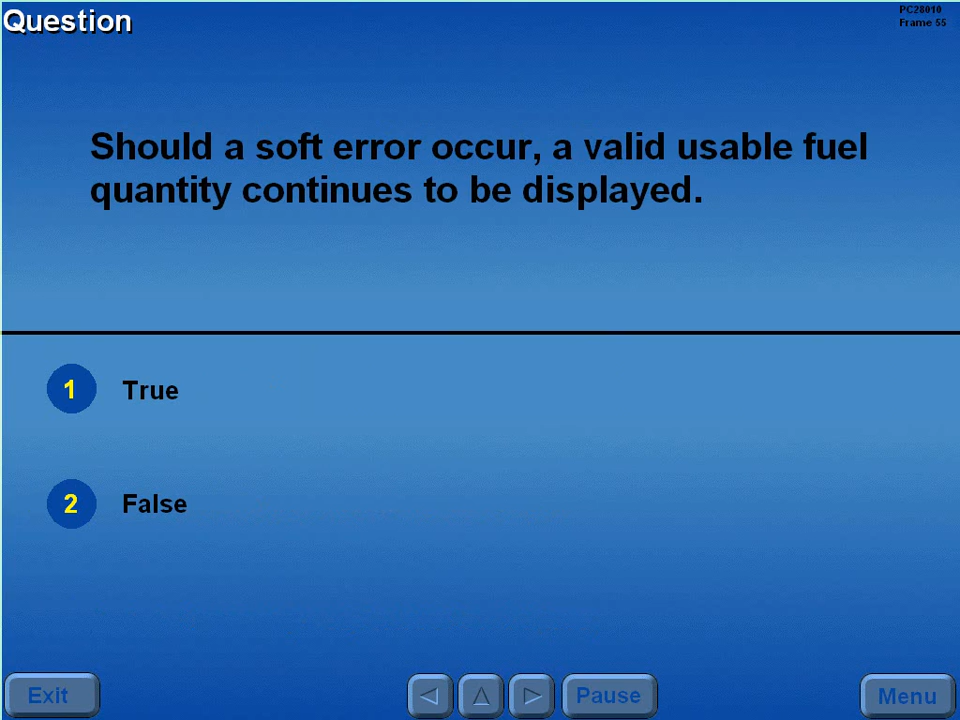 Question
PC28010
Frame 55
Should a soft error occur, a valid usable fuel
quantity continues to be displayed.
1 True
2 False
Exit
Pause
Menu